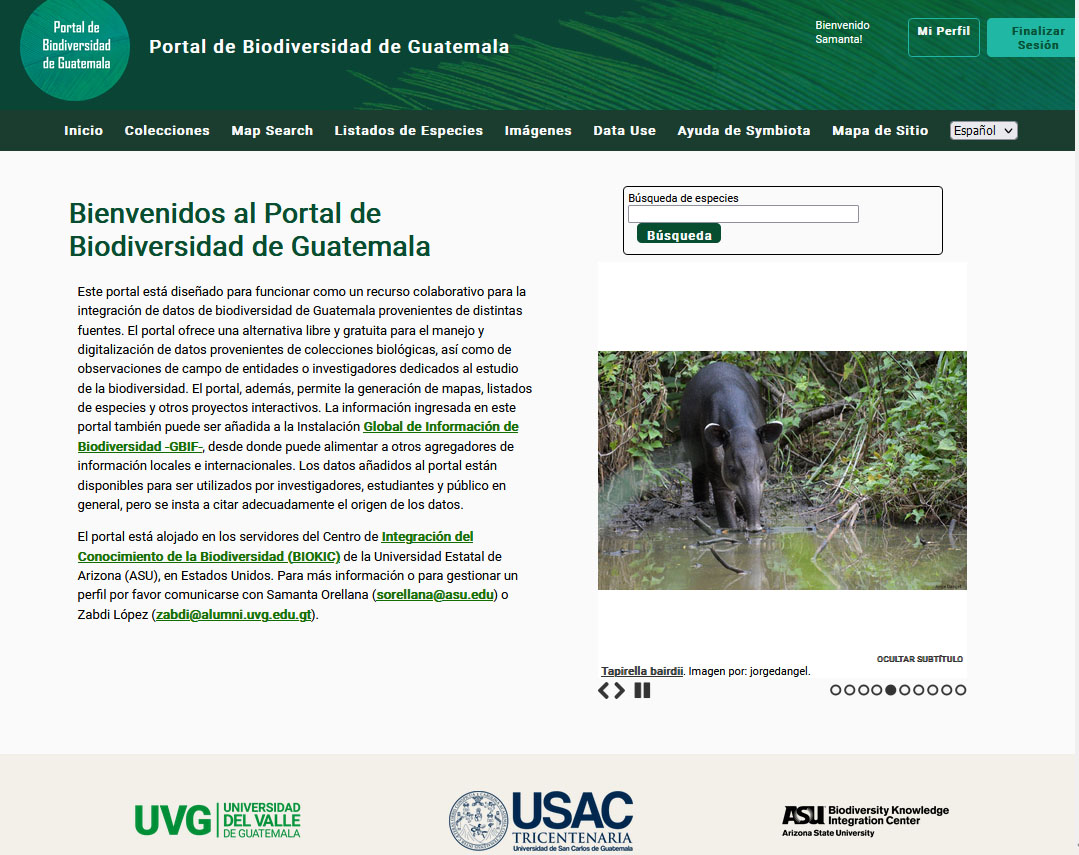 Portal de
Biodiversidad
de Guatemala
Portal de Biodiversidad de Guatemala
Bienvenido
Samanta!
Mi Perfil
Finalizar
Sesión
Inicio Colecciones Map Search Listados de Especies Imágenes Data Use Ayuda de Symbiota Mapa de Sitio Español
Bienvenidos al Portal de
Biodiversidad de Guatemala
Este portal está diseñado para funcionar como un recurso colaborativo para la
integración de datos de biodiversidad de Guatemala provenientes de distintas
fuentes. El portal ofrece una alternativa libre y gratuita para el manejo y
digitalización de datos provenientes de colecciones biológicas, así como de
observaciones de campo de entidades o investigadores dedicados al estudio
de la biodiversidad. El portal, además, permite la generación de mapas, listados
de especies y otros proyectos interactivos. La información ingresada en este
portal también puede ser añadida a la Instalación Global de Información de
Biodiversidad -GBIF-, desde donde puede alimentar a otros agregadores de
información locales e internacionales. Los datos añadidos al portal están
disponibles para ser utilizados por investigadores, estudiantes y público en
general, pero se insta a citar adecuadamente el origen de los datos.
El portal está alojado en los servidores del Centro de Integración del
Conocimiento de la Biodiversidad (BIOKIC) de la Universidad Estatal de
Arizona (ASU), en Estados Unidos. Para más información o para gestionar un
perfil por favor comunicarse con Samanta Orellana (sorellana@asu.edu) o
Zabdi López (zabdi@alumni.uvg.edu.gt).
Búsqueda de especies
Búsqueda
OCULTAR SUBTÍTULO
Tapirella bairdii. Imagen por: jorgedangel.
UVG
UNIVERSIDAD
DEL VALLE
DE GUATEMALA
USAC
TRICENTENARIA
Universidad de San Carlos de Guatemala
ASU Biodiversity Knowledge
Integration Center
Arizona State University